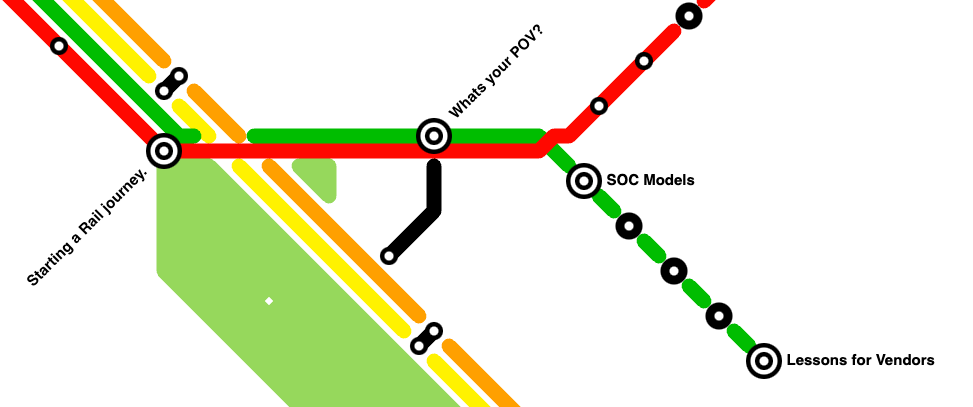 Whats your POV?
Starting a Rail journey.
SOC Models
Lessons for Vendors